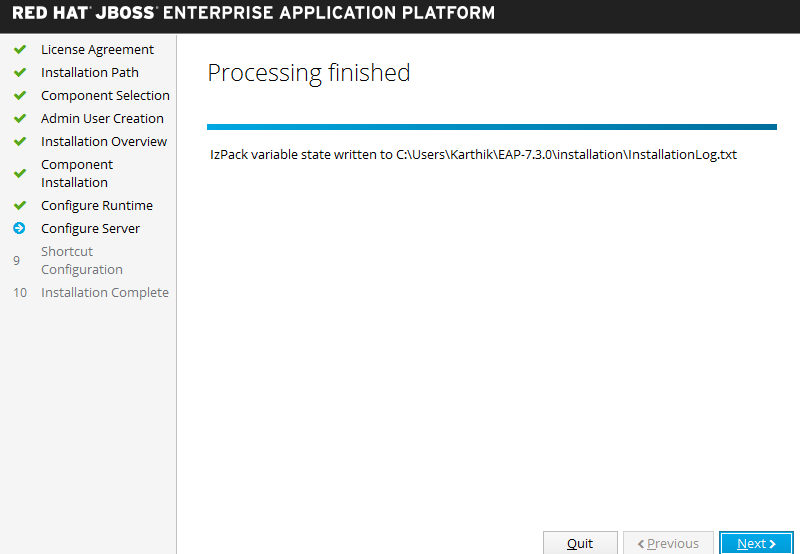 RED HAT® JBOSS® ENTERPRISE APPLICATION PLATFORM
License Agreement
Installation Path
Component Selection
Admin User Creation
Installation Overview
Component
Installation
Configure Runtime
Configure Server
9 Shortcut
Configuration
10 Installation Complete
Processing finished
IzPack variable state written to C:\Users\Karthik\EAP-7.3.0\installation\InstallationLog.txt
Quit
Previous
Next